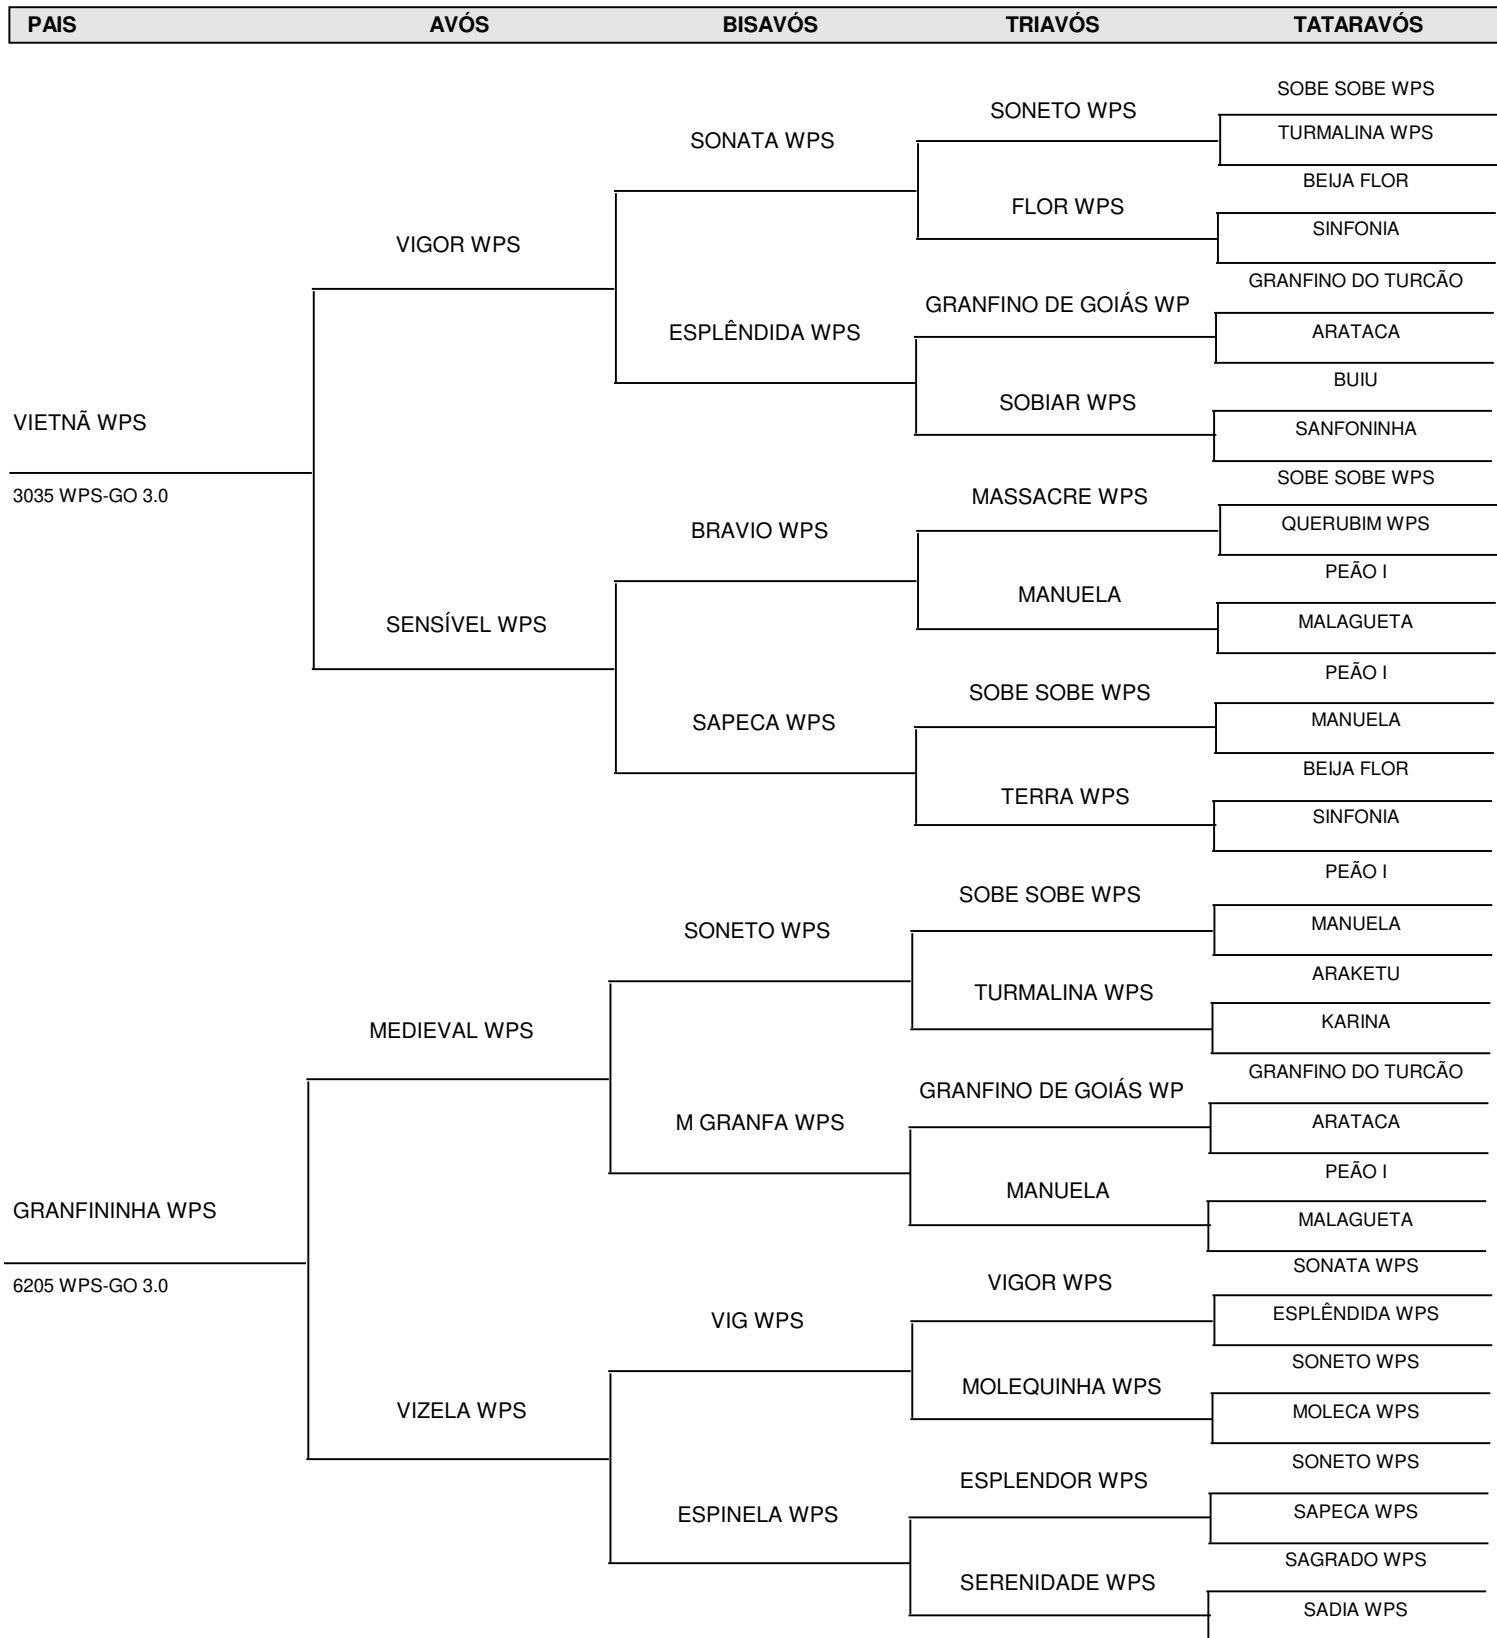 PAIS AVÓS BISAVÓS TRIAVÓS TATARAVÓS
SOBE SOBE WPS
SONETO WPS
TURMALINA WPS
SONATA WPS
BEIJA FLOR
FLOR WPS
SINFONIA
VIGOR WPS
GRANFINO DO TURCÃO
GRANFINO DE GOIÁS WP
ARATACA
ESPLÊNDIDA WPS
BUIU
SOBIAR WPS
SANFONINHA
VIETNÃ WPS
SOBE SOBE WPS
3035 WPS-GO 3.0
MASSACRE WPS
QUERUBIM WPS
BRAVIO WPS
PEÃO I
MANUELA
MALAGUETA
SENSÍVEL WPS
PEÃO I
SOBE SOBE WPS
MANUELA
SAPECA WPS
BEIJA FLOR
TERRA WPS
SINFONIA
PEÃO I
SOBE SOBE WPS
MANUELA
SONETO WPS
ARAKETU
TURMALINA WPS
KARINA
MEDIEVAL WPS
GRANFINO DO TURCÃO
GRANFINO DE GOIÁS WP
ARATACA
M GRANFA WPS
PEÃO I
MANUELA
GRANFININHA WPS
MALAGUETA
SONATA WPS
6205 WPS-GO 3.0
VIGOR WPS
ESPLÊNDIDA WPS
VIG WPS
SONETO WPS
MOLEQUINHA WPS
MOLECA WPS
VIZELA WPS
SONETO WPS
ESPLENDOR WPS
SAPECA WPS
ESPINELA WPS
SAGRADO WPS
SERENIDADE WPS
SADIA WPS